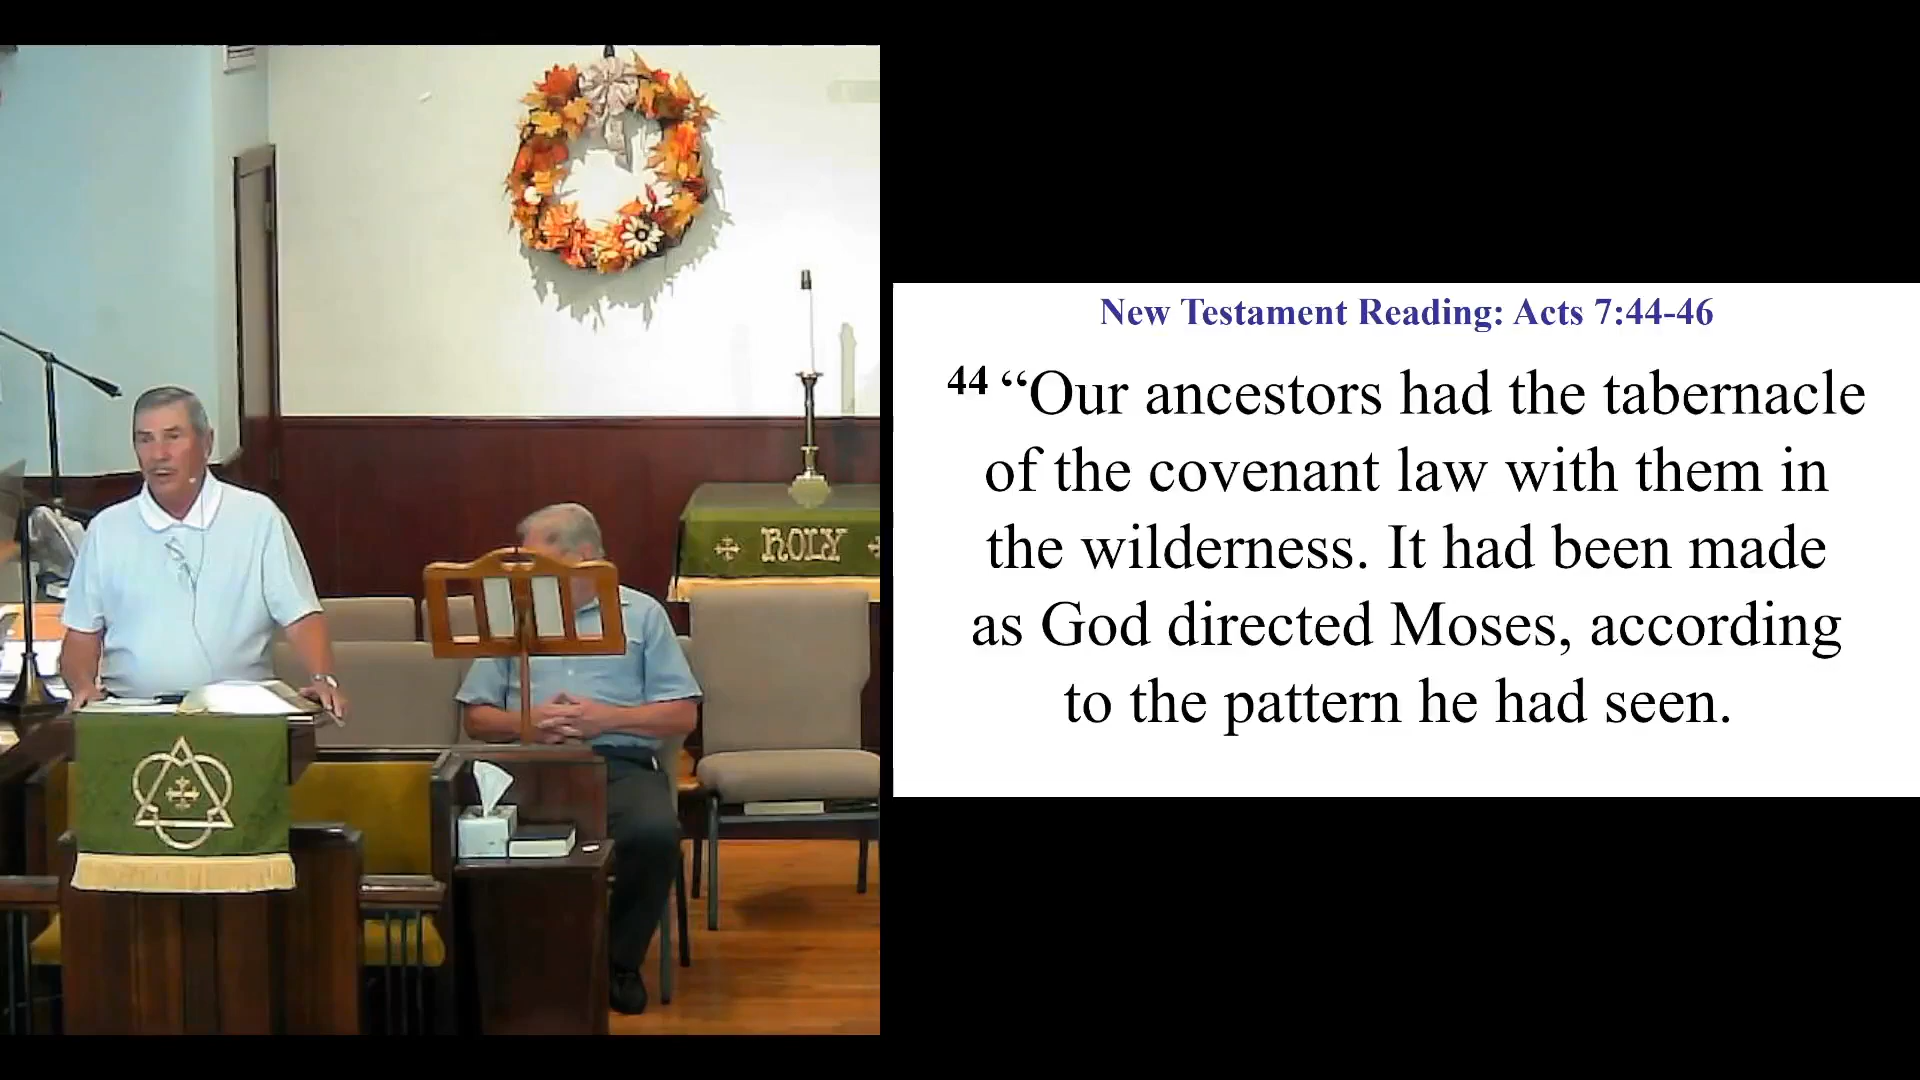 New Testament Reading: Acts 7:44-46
44 “Our ancestors had the tabernacle
of the covenant law with them in
the wilderness. It had been made
as God directed Moses, according
to the pattern he had seen.
HOLY